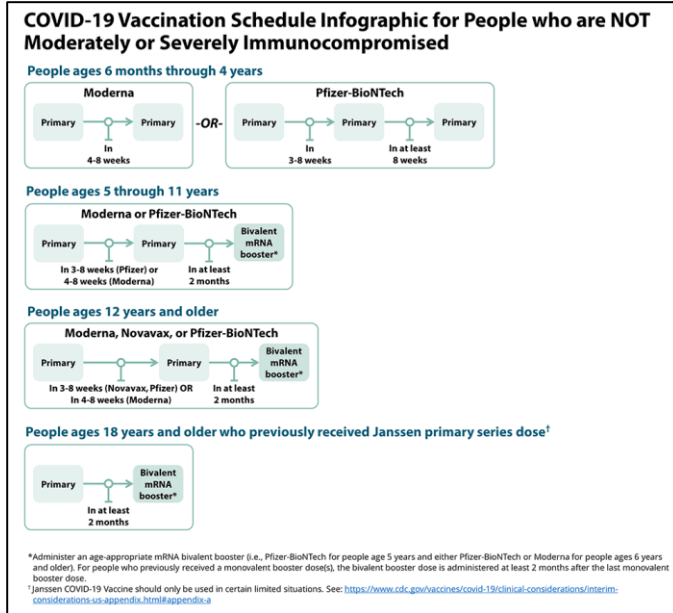 COVID-19 Vaccination Schedule Infographic for People who are NOT
Moderately or Severely Immunocompromised
People ages 6 months through 4 years
Moderna
Primary
Primary
In
4-8 weeks
-OR-
Pfizer-BioNTech
Primary
Primary
Primary
In
3-8 weeks
In at least
8 weeks
People ages 5 through 11 years
Moderna or Pfizer-BioNTech
Primary
Primary
Bivalent
mRNA
booster*
In 3-8 weeks (Pfizer) or
4-8 weeks (Moderna)
In at least
2 months
People ages 12 years and older
Moderna, Novavax, or Pfizer-BioNTech
Primary
Primary
Bivalent
mRNA
booster*
In 3-8 weeks (Novavax, Pfizer) OR
In 4-8 weeks (Moderna)
In at least
2 months
People ages 18 years and older who previously received Janssen primary series dose†
Primary
Bivalent
mRNA
booster*
In at least
2 months
*Administer an age-appropriate mRNA bivalent booster (i.e., Pfizer-BioNTech for people age 5 years and either Pfizer-BioNTech or Moderna for peoples ages 6 years
and older). For people who previously received a monovalent booster dose(s), the bivalent booster dose is administered at least 2 months after the last monovalent
booster dose.
†Janssen COVID-19 Vaccine should only be used in certain limited situations. See: https://www.cdc.gov/vaccines/covid-19/clinical-considerations/interim-
considerations-us-appendix.html#appendix-a